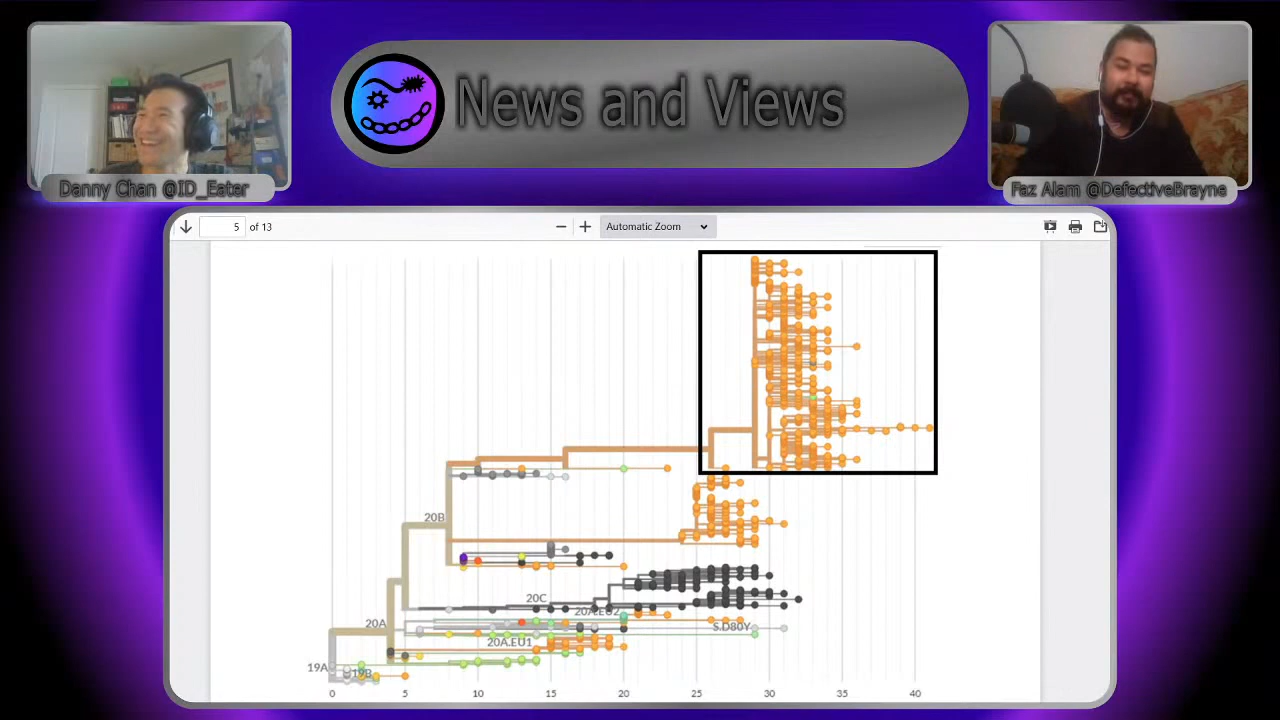 News and Views
Danny Chan @ID_Eater
Faz Alam @DefectiveBrayne
5 of 13
Automatic Zoom
20B
20C
20A.EU2
20A
S.D80Y
20A.EU1
19A
19B
0 5 10 15 20 25 30 35 40